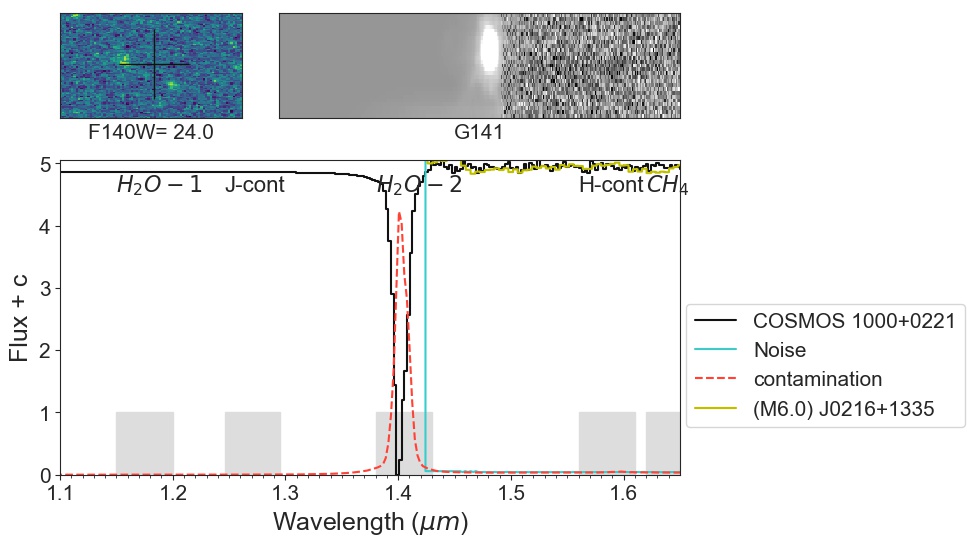 F140W= 24.0
G141
H₂O − 1
J-cont
H₂O − 2
H-cont
CH₄
Flux + c
5
4
3
2
1
0
1.1
1.2
1.3
1.4
1.5
1.6
Wavelength (μm)
COSMOS 1000+0221
Noise
contamination
(M6.0) J0216+1335